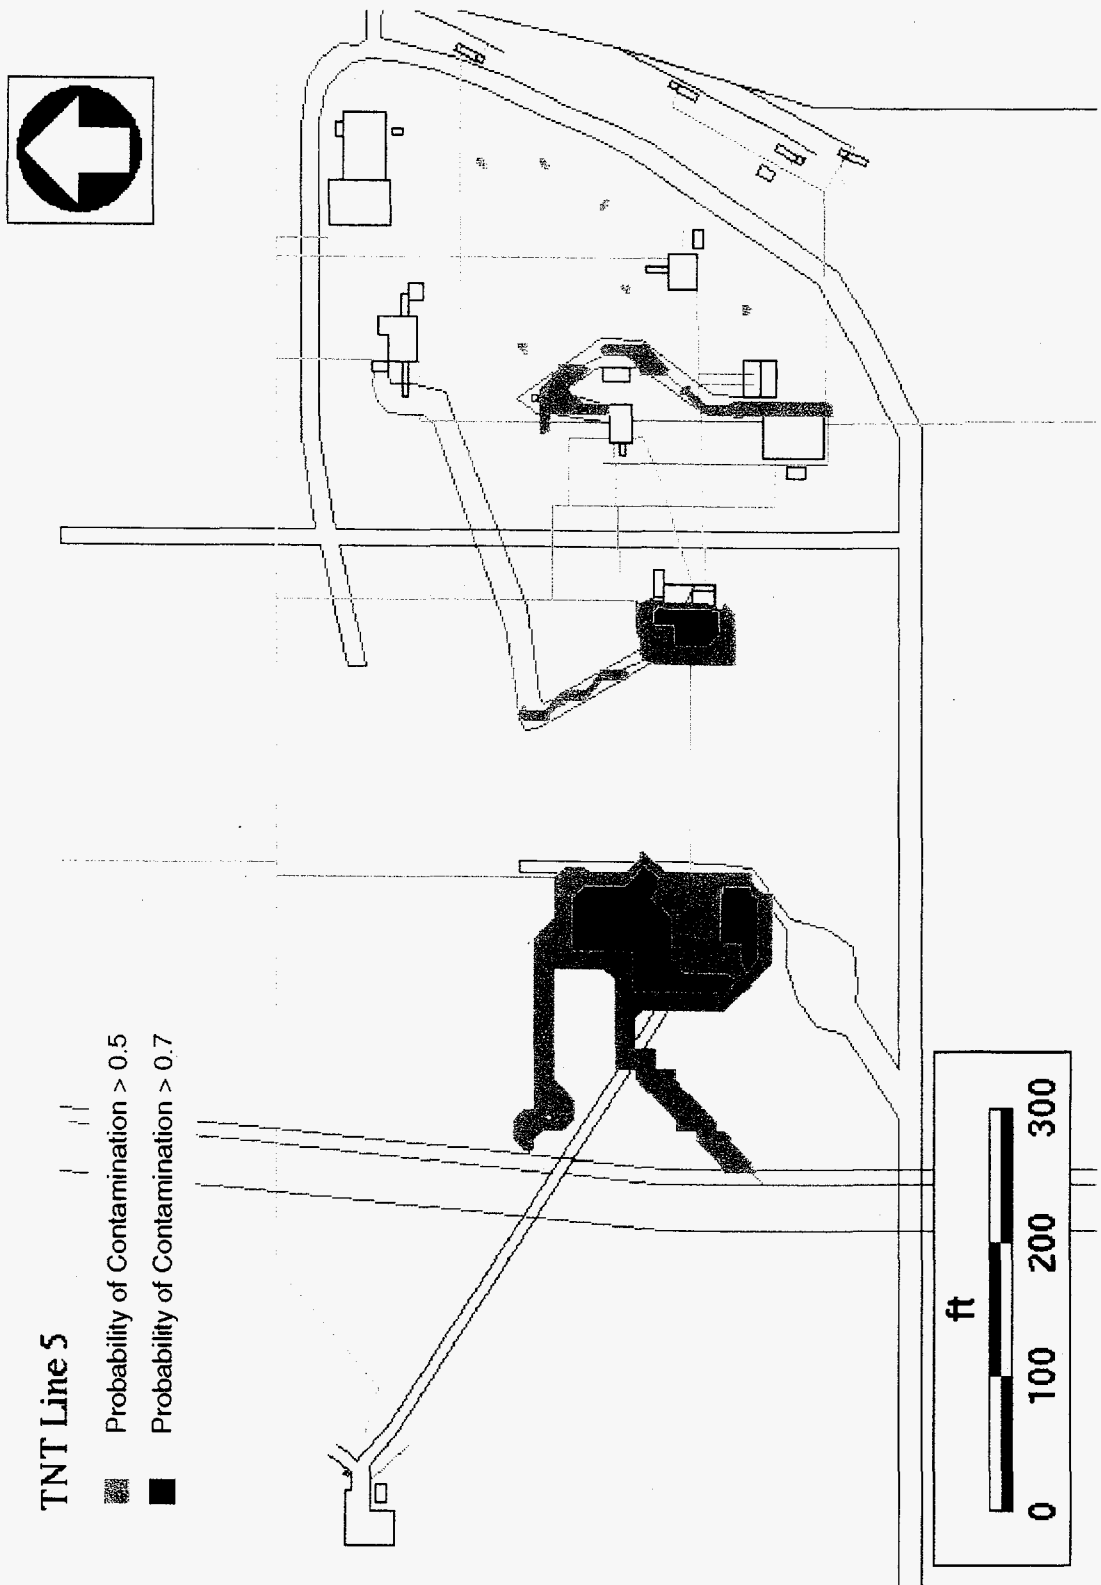 TNT Line 5
Probability of Contamination > 0.5
Probability of Contamination > 0.7
ft
0 100 200 300